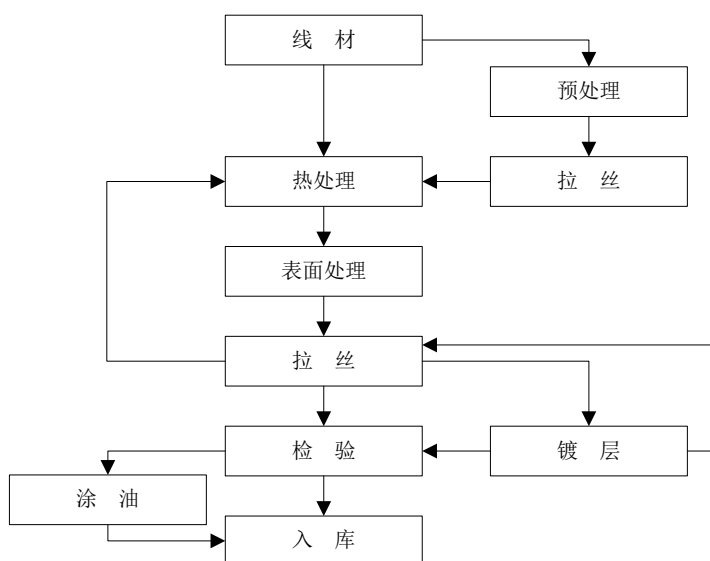 线 材
预处理
热处理
拉 丝
表面处理
拉 丝
检 验
镀 层
涂 油
入 库